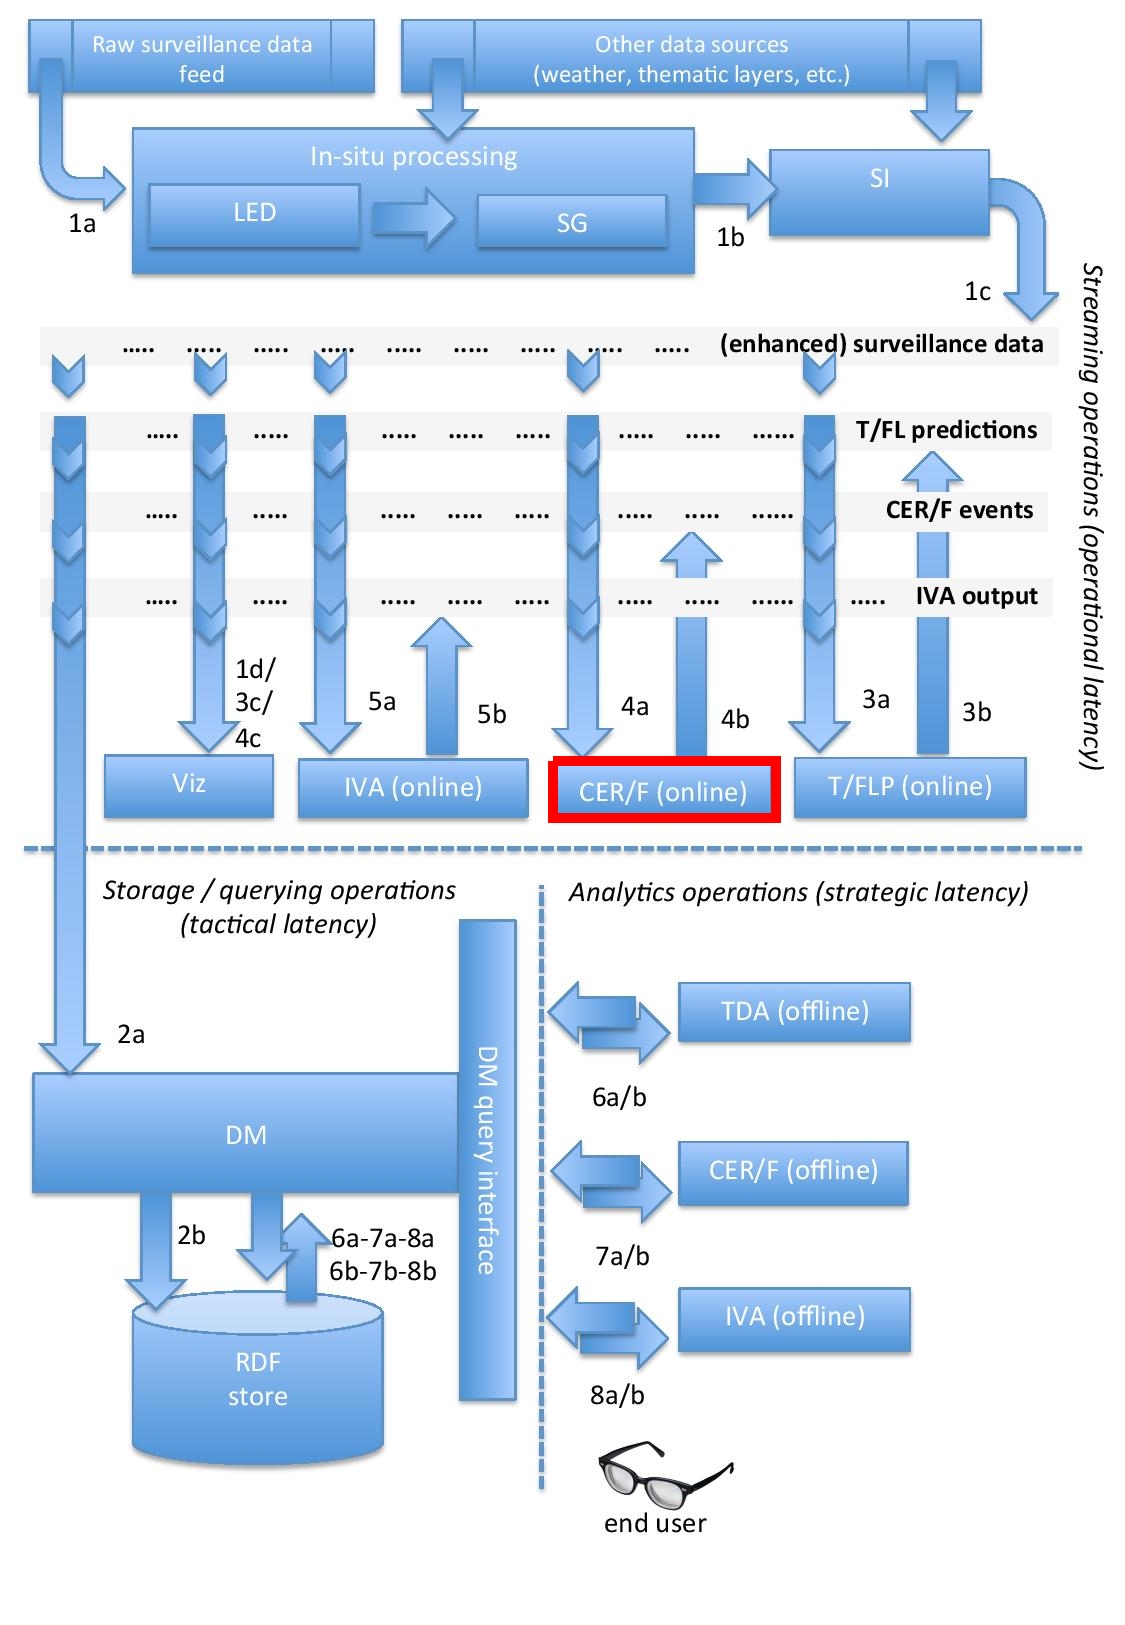 Raw surveillance data
feed
Other data sources
(weather, thematic layers, etc.)
In-situ processing
LED
SG
SI
1a
1b
1c
Streaming operations (operational latency)
..... ..... ..... ..... ..... ..... ..... ..... ..... (enhanced) surveillance data
..... ..... ..... ..... ..... ..... ..... ...... T/FL predictions
..... ..... ..... ..... ..... ..... ..... ...... CER/F events
..... ..... ..... ..... ..... ..... ..... ...... ..... IVA output
1d/
3c/
4c
5a
5b
4a
4b
3a
3b
Viz
IVA (online)
CER/F (online)
T/FLP (online)
Storage / querying operations
(tactical latency)
Analytics operations (strategic latency)
2a
DM
DM query interface
TDA (offline)
6a/b
CER/F (offline)
7a/b
IVA (offline)
8a/b
2b
6a-7a-8a
6b-7b-8b
RDF
store
end user